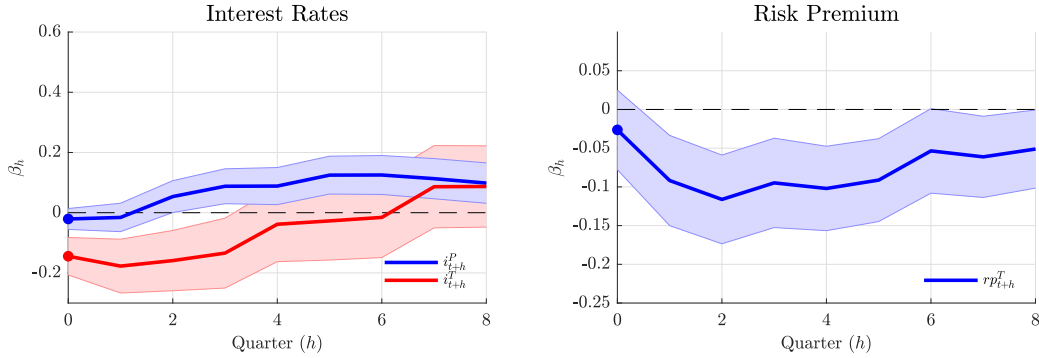 Interest Rates
0.6
0.4
0.2
0
-0.2
β_h
0
2
4
6
8
Quarter (h)
i^P_{t+h}
i^T_{t+h}
Risk Premium
0.05
0
-0.05
-0.1
-0.15
-0.2
-0.25
β_h
0
2
4
6
8
Quarter (h)
rp^T_{t+h}